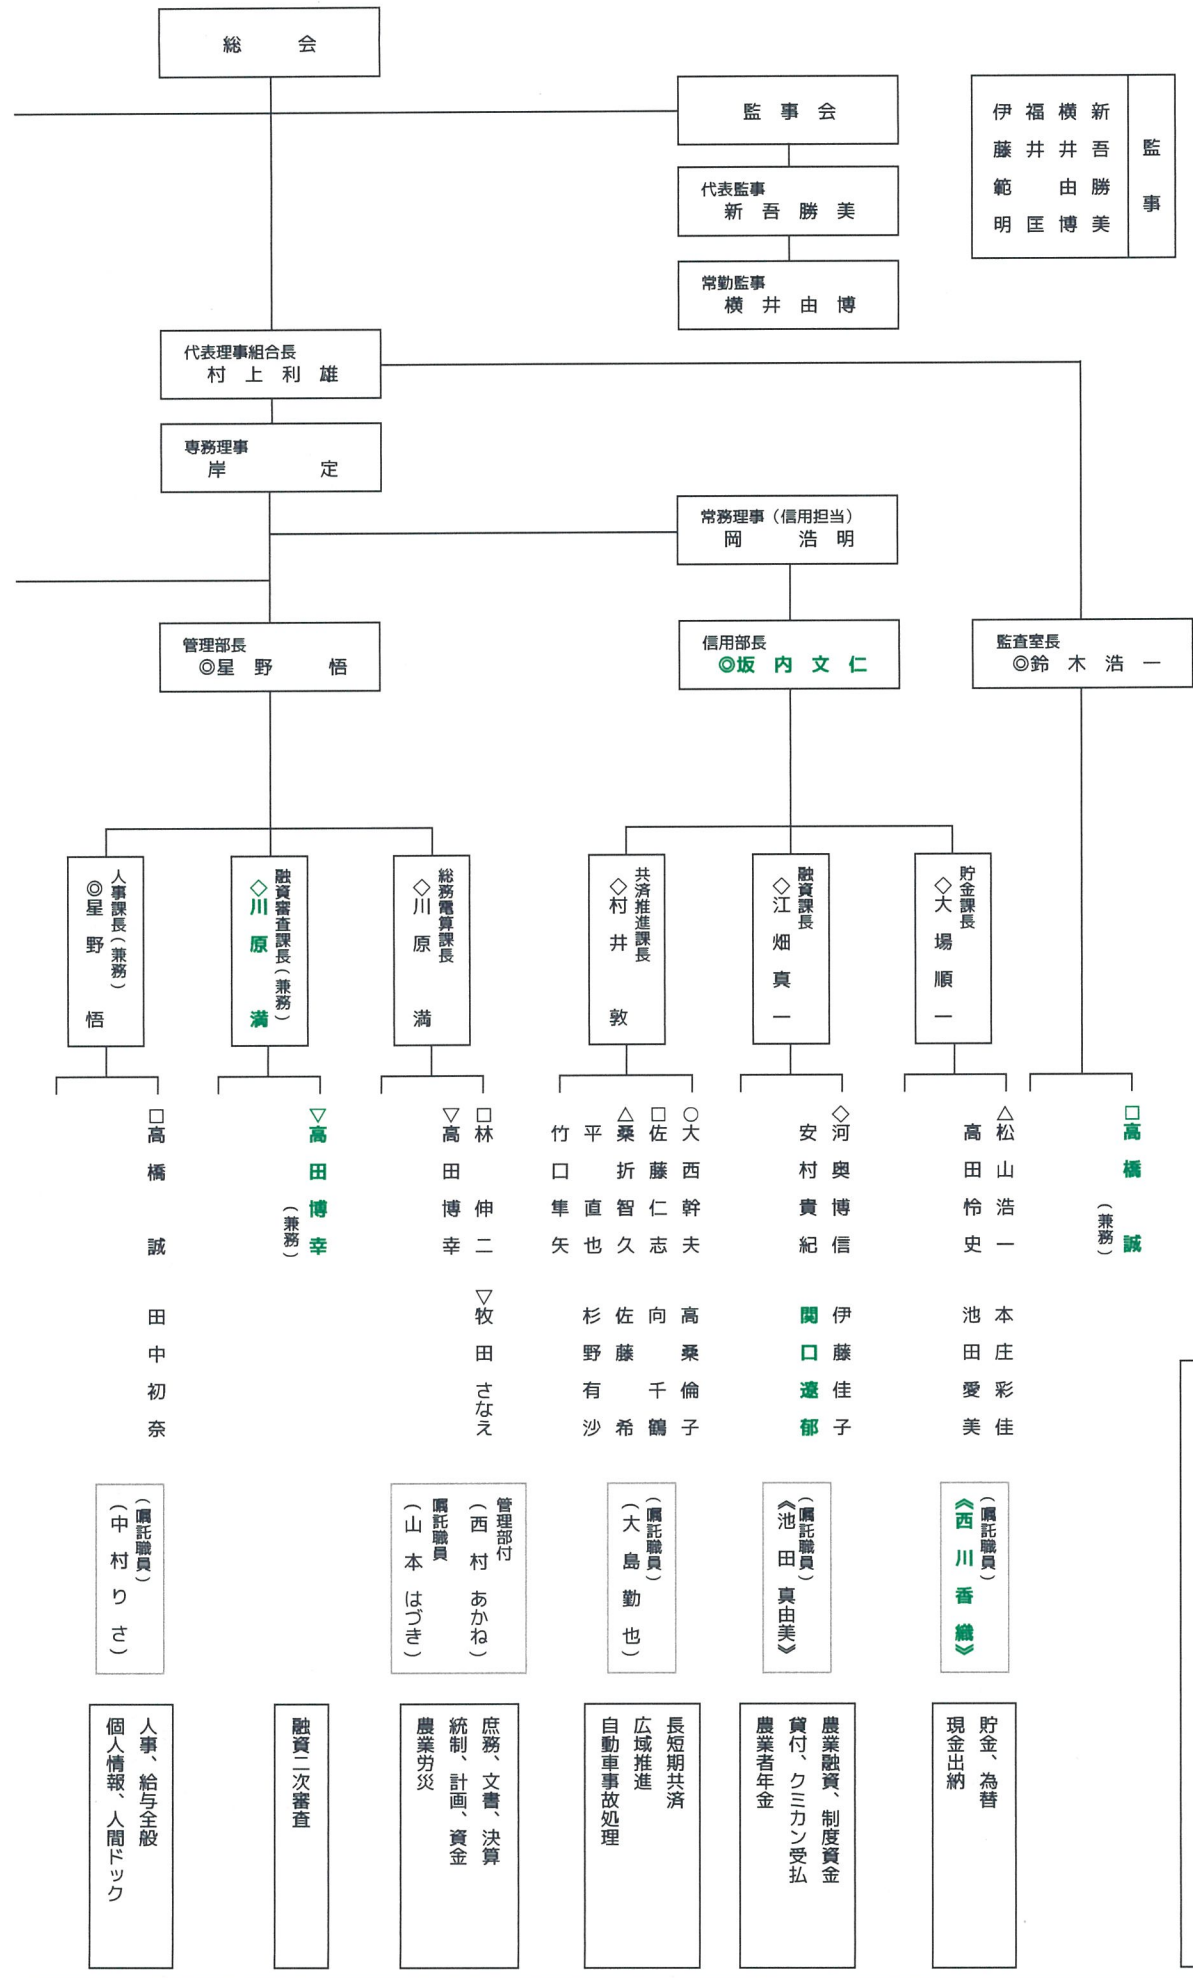 総　会
監事会
代表監事
新吾勝美
常勤監事
横井由博
監事
新吾勝美
横井由博
福井　匡
伊藤範明
代表理事組合長
村上利雄
専務理事
岸　定
常務理事（信用担当）
岡　浩明
管理部長
◎星野　悟
信用部長
◎坂内文仁
監査室長
◎鈴木浩一
□高橋　誠
（兼務）
貯金課長
◇大場順一
△松山浩一　本庄彩佳
高田怜史　池田愛美
（嘱託職員）
《西川香織》
貯金、為替
現金出納
融資課長
◇江畑真一
◇河奥博信　伊藤佳子
安村貴紀　関口遼郁
（嘱託職員）
《池田真由美》
農業融資、制度資金
貸付、クミカン受払
農業者年金
共済推進課長
◇村井　敦
○大西幹夫　高桑倫子
□佐藤仁志　向　千鶴
△桑折智久　佐藤　希
平　直也　杉野有沙
竹口隼矢
（嘱託職員）
（大島勤也）
長短期共済
広域推進
自動車事故処理
総務電算課長
◇川原　満
□林　伸二　▽牧田さなえ
▽高田博幸
管理部付
（西村あかね）
嘱託職員
（山本はづき）
庶務、文書、決算
統制、計画、資金
農業労災
融資審査課長（兼務）
◇川原　満
▽高田博幸
（兼務）
融資二次審査
人事課長（兼務）
◎星野　悟
□高橋　誠　田中初奈
（嘱託職員）
（中村りさ）
人事、給与全般
個人情報、人間ドック